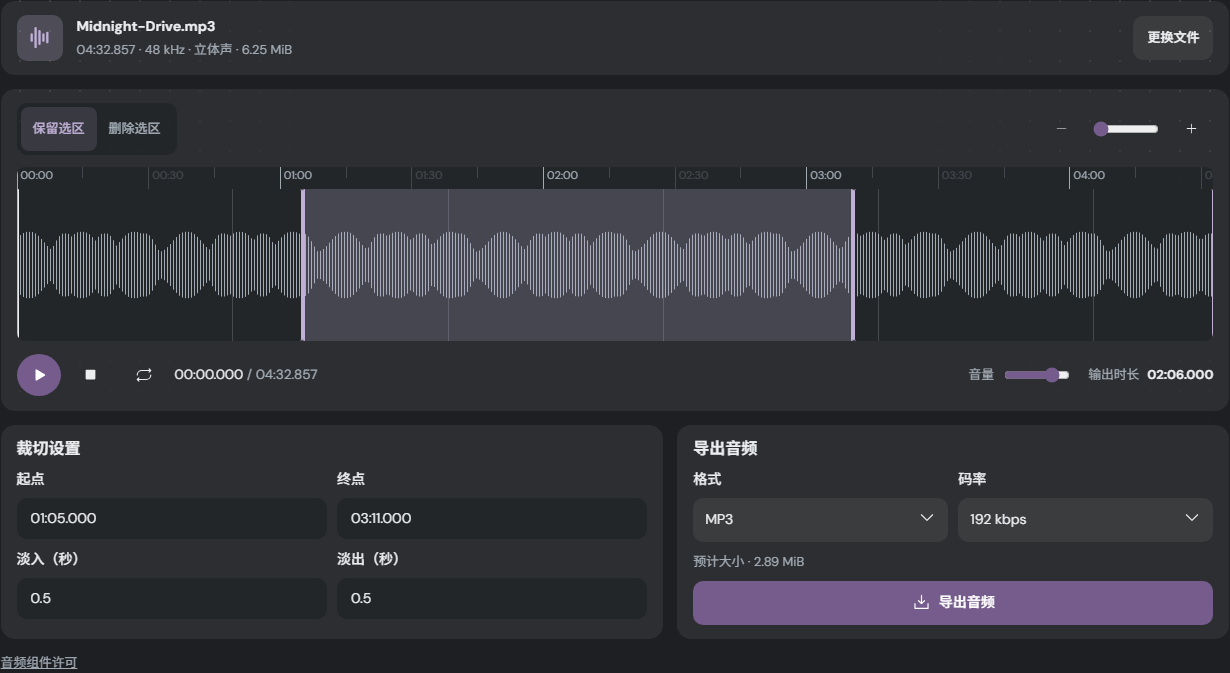 Midnight-Drive.mp3
04:32.857 · 48 kHz · 立体声 · 6.25 MiB
更换文件
保留选区 删除选区
00:00 00:30 01:00 01:30 02:00 02:30 03:00 03:30 04:00
00:00.000 / 04:32.857
音量 输出时长 02:06.000
裁切设置
起点 终点
01:05.000 03:11.000
淡入（秒） 淡出（秒）
0.5 0.5
导出音频
格式 码率
MP3 192 kbps
预计大小 · 2.89 MiB
导出音频
音频组件许可